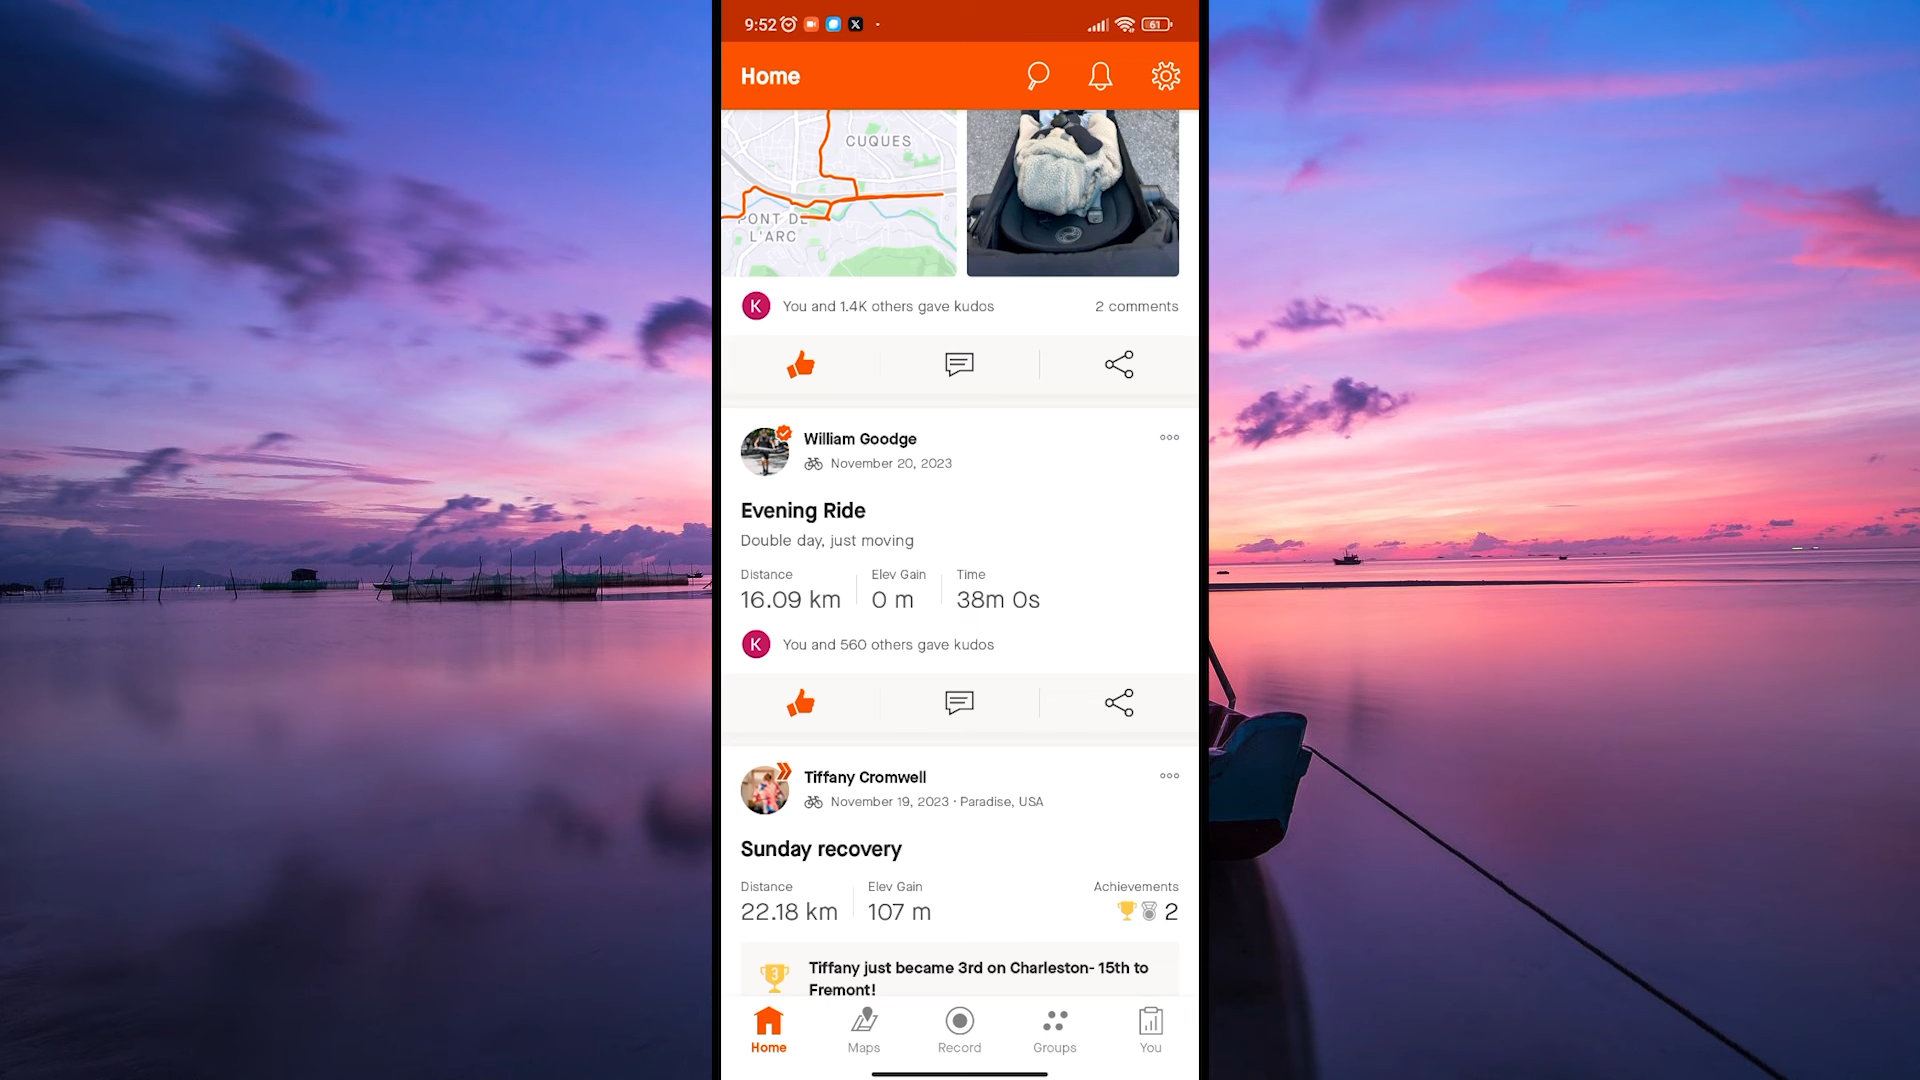 9:52
61
Home
CUQUES
PONT DE
L'ARC
K You and 1.4K others gave kudos 2 comments
William Goodge
November 20, 2023
Evening Ride
Double day, just moving
Distance Elev Gain Time
16.09 km 0 m 38m 0s
K You and 560 others gave kudos
Tiffany Cromwell
November 19, 2023 · Paradise, USA
Sunday recovery
Distance Elev Gain Achievements
22.18 km 107 m 2
3 Tiffany just became 3rd on Charleston- 15th to
Fremont!
Home Maps Record Groups You